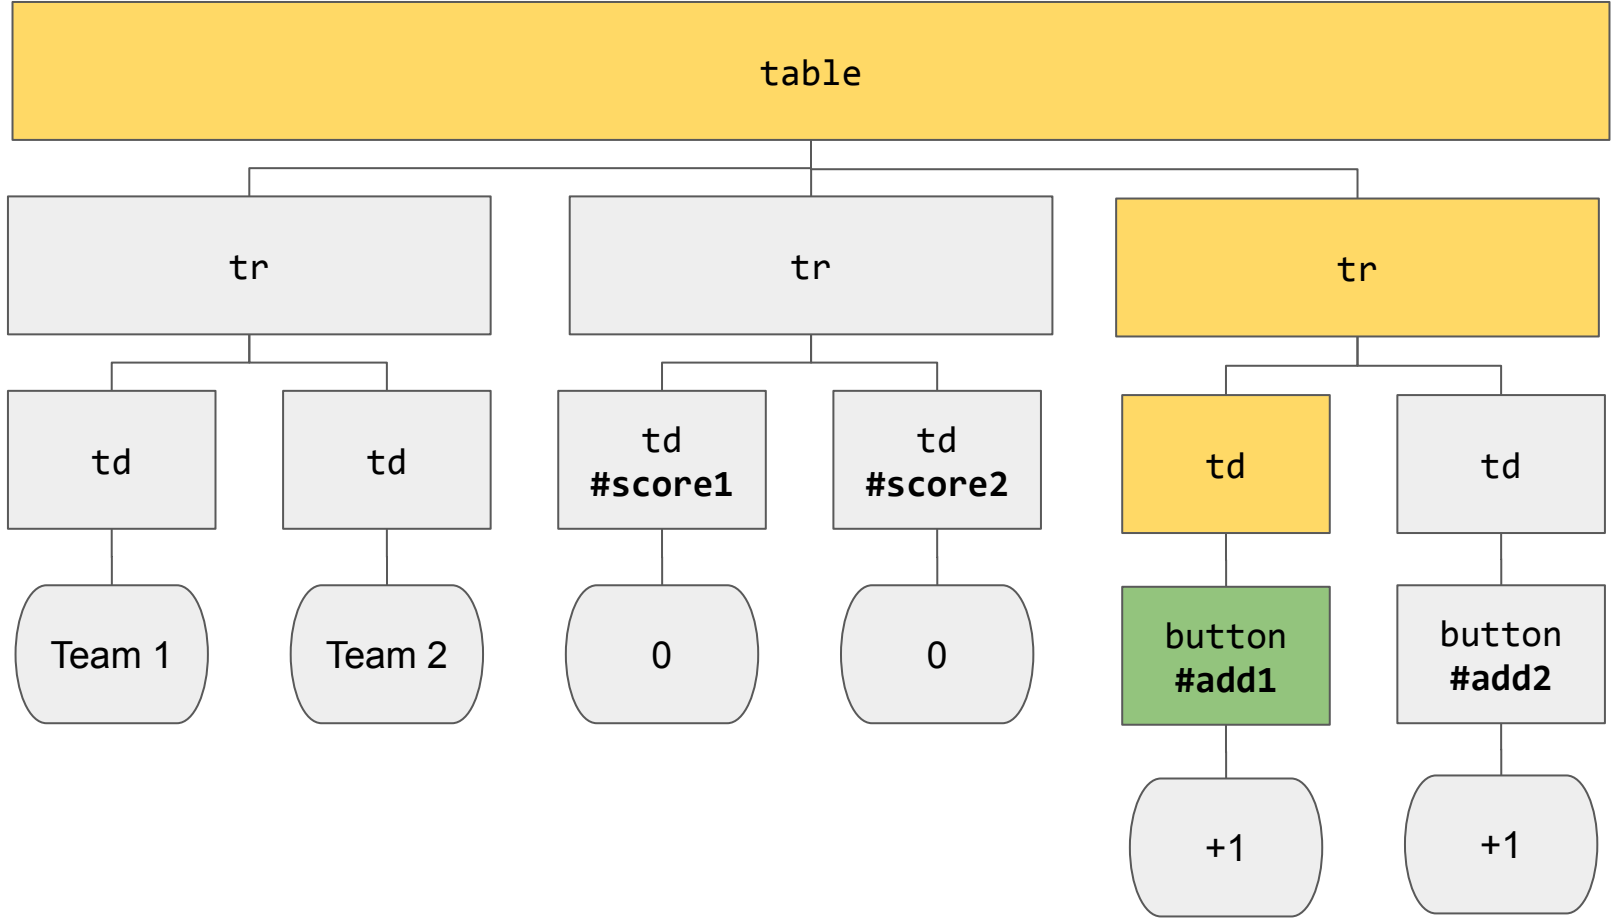 table
tr
tr
tr
td
td
td
#score1
td
#score2
td
td
Team 1
Team 2
0
0
button
#add1
button
#add2
+1
+1